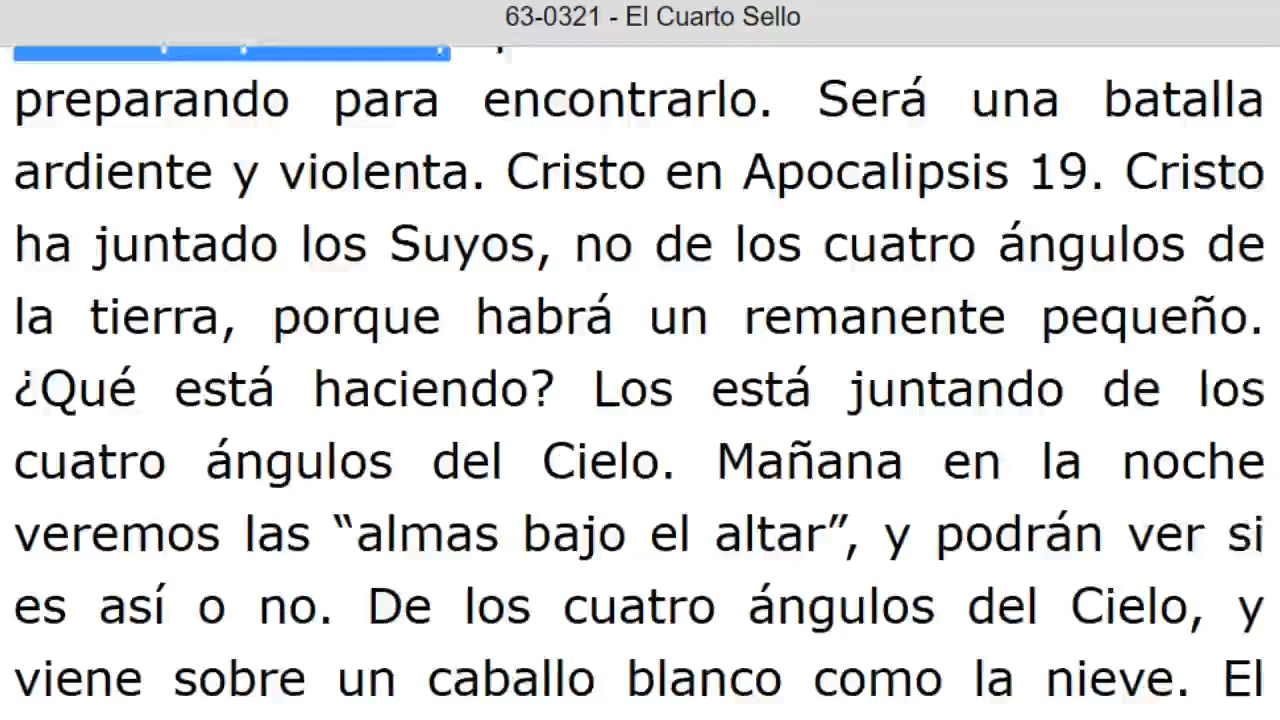 63-0321 - El Cuarto Sello
preparando para encontrarlo. Será una batalla
ardiente y violenta. Cristo en Apocalipsis 19. Cristo
ha juntado los Suyos, no de los cuatro ángulos de
la tierra, porque habrá un remanente pequeño.
¿Qué está haciendo? Los está juntando de los
cuatro ángulos del Cielo. Mañana en la noche
veremos las “almas bajo el altar”, y podrán ver si
es así o no. De los cuatro ángulos del Cielo, y
viene sobre un caballo blanco como la nieve. El